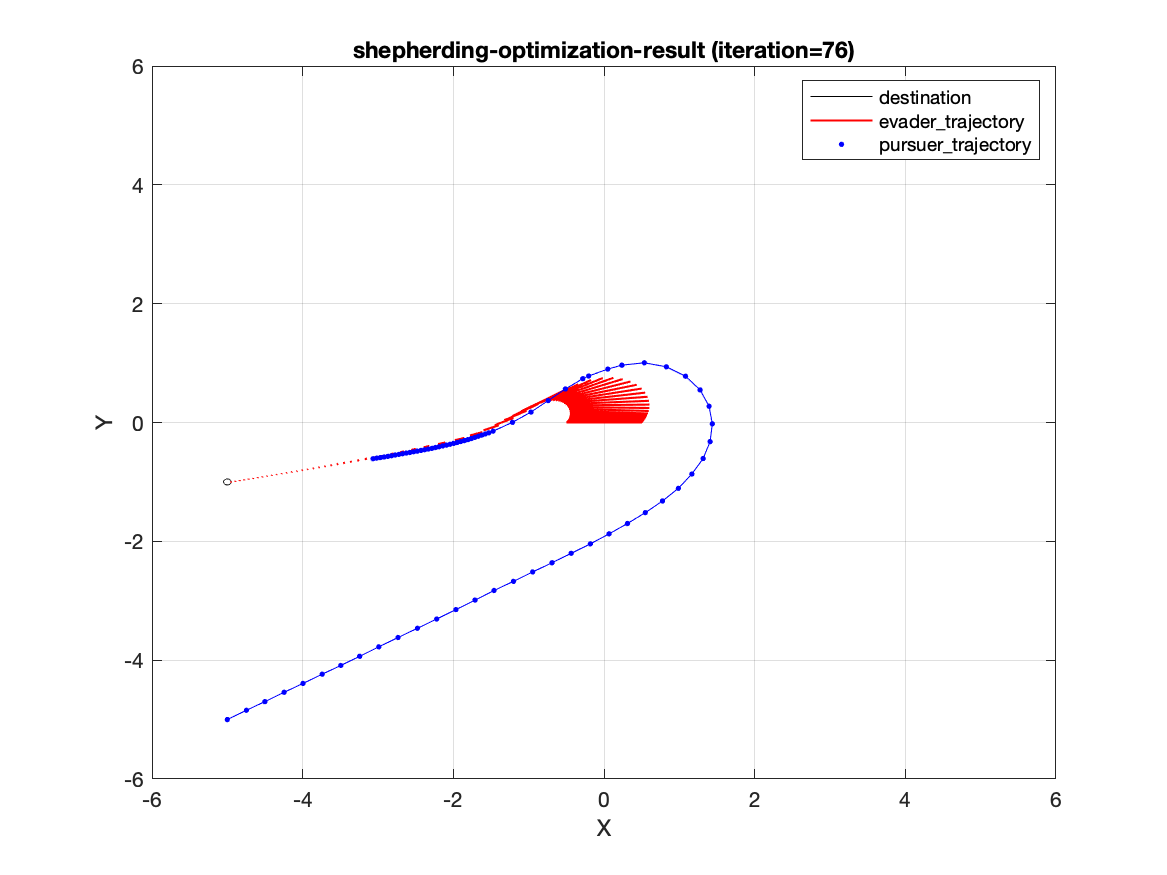 shepherding-optimization-result (iteration=76)
6
destination
evader_trajectory
pursuer_trajectory
4
2
Y
0
-2
-4
-6
-6 -4 -2 0 2 4 6
X